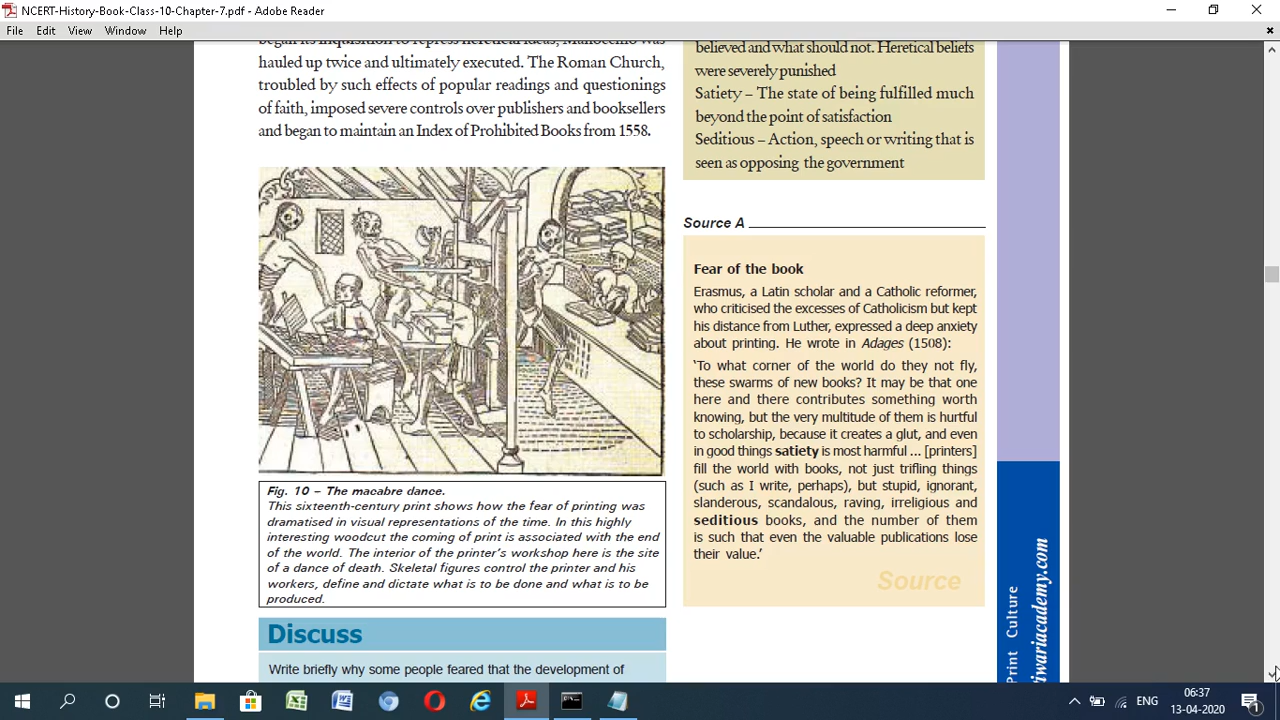 NCERT-History-Book-Class-10-Chapter-7.pdf - Adobe Reader
File Edit View Window Help
began its inquisition to repress heretical ideas, Manocchio was
hauled up twice and ultimately executed. The Roman Church,
troubled by such effects of popular readings and questionings
of faith, imposed severe controls over publishers and booksellers
and began to maintain an Index of Prohibited Books from 1558.
Fig. 10 – The macabre dance.
This sixteenth-century print shows how the fear of printing was
dramatised in visual representations of the time. In this highly
interesting woodcut the coming of print is associated with the end
of the world. The interior of the printer's workshop here is the site
of a dance of death. Skeletal figures control the printer and his
workers, define and dictate what is to be done and what is to be
produced.
Discuss
Write briefly why some people feared that the development of
believed and what should not. Heretical beliefs
were severely punished
Satiety – The state of being fulfilled much
beyond the point of satisfaction
Seditious – Action, speech or writing that is
seen as opposing the government
Source A
Fear of the book
Erasmus, a Latin scholar and a Catholic reformer,
who criticised the excesses of Catholicism but kept
his distance from Luther, expressed a deep anxiety
about printing. He wrote in Adages (1508):
'To what corner of the world do they not fly,
these swarms of new books? It may be that one
here and there contributes something worth
knowing, but the very multitude of them is hurtful
to scholarship, because it creates a glut, and even
in good things satiety is most harmful ... [printers]
fill the world with books, not just trifling things
(such as I write, perhaps), but stupid, ignorant,
slanderous, scandalous, raving, irreligious and
seditious books, and the number of them
is such that even the valuable publications lose
their value.'
Source
Print Culture
iwariacademy.com
ENG
06:37
13-04-2020
1